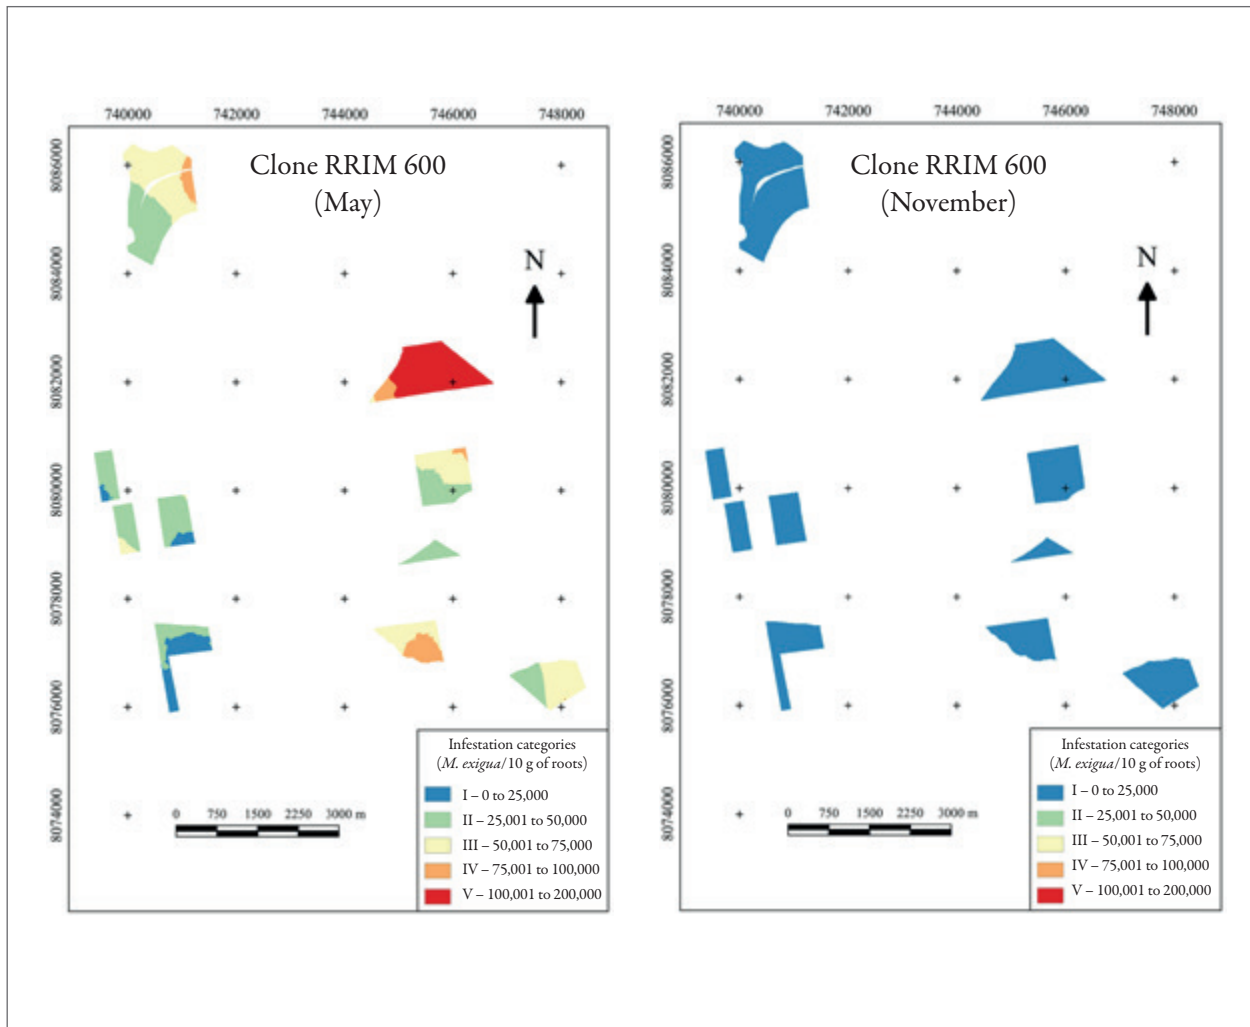 740000 742000 744000 746000 748000
Clone RRIM 600
(May)
8086000
8084000
8082000
8080000
8078000
8076000
8074000
N
0 750 1500 2250 3000 m
Infestation categories
(M. exigua/10 g of roots)
I – 0 to 25,000
II – 25,001 to 50,000
III – 50,001 to 75,000
IV – 75,001 to 100,000
V – 100,001 to 200,000
740000 742000 744000 746000 748000
Clone RRIM 600
(November)
8086000
8084000
8082000
8080000
8078000
8076000
8074000
N
0 750 1500 2250 3000 m
Infestation categories
(M. exigua/10 g of roots)
I – 0 to 25,000
II – 25,001 to 50,000
III – 50,001 to 75,000
IV – 75,001 to 100,000
V – 100,001 to 200,000